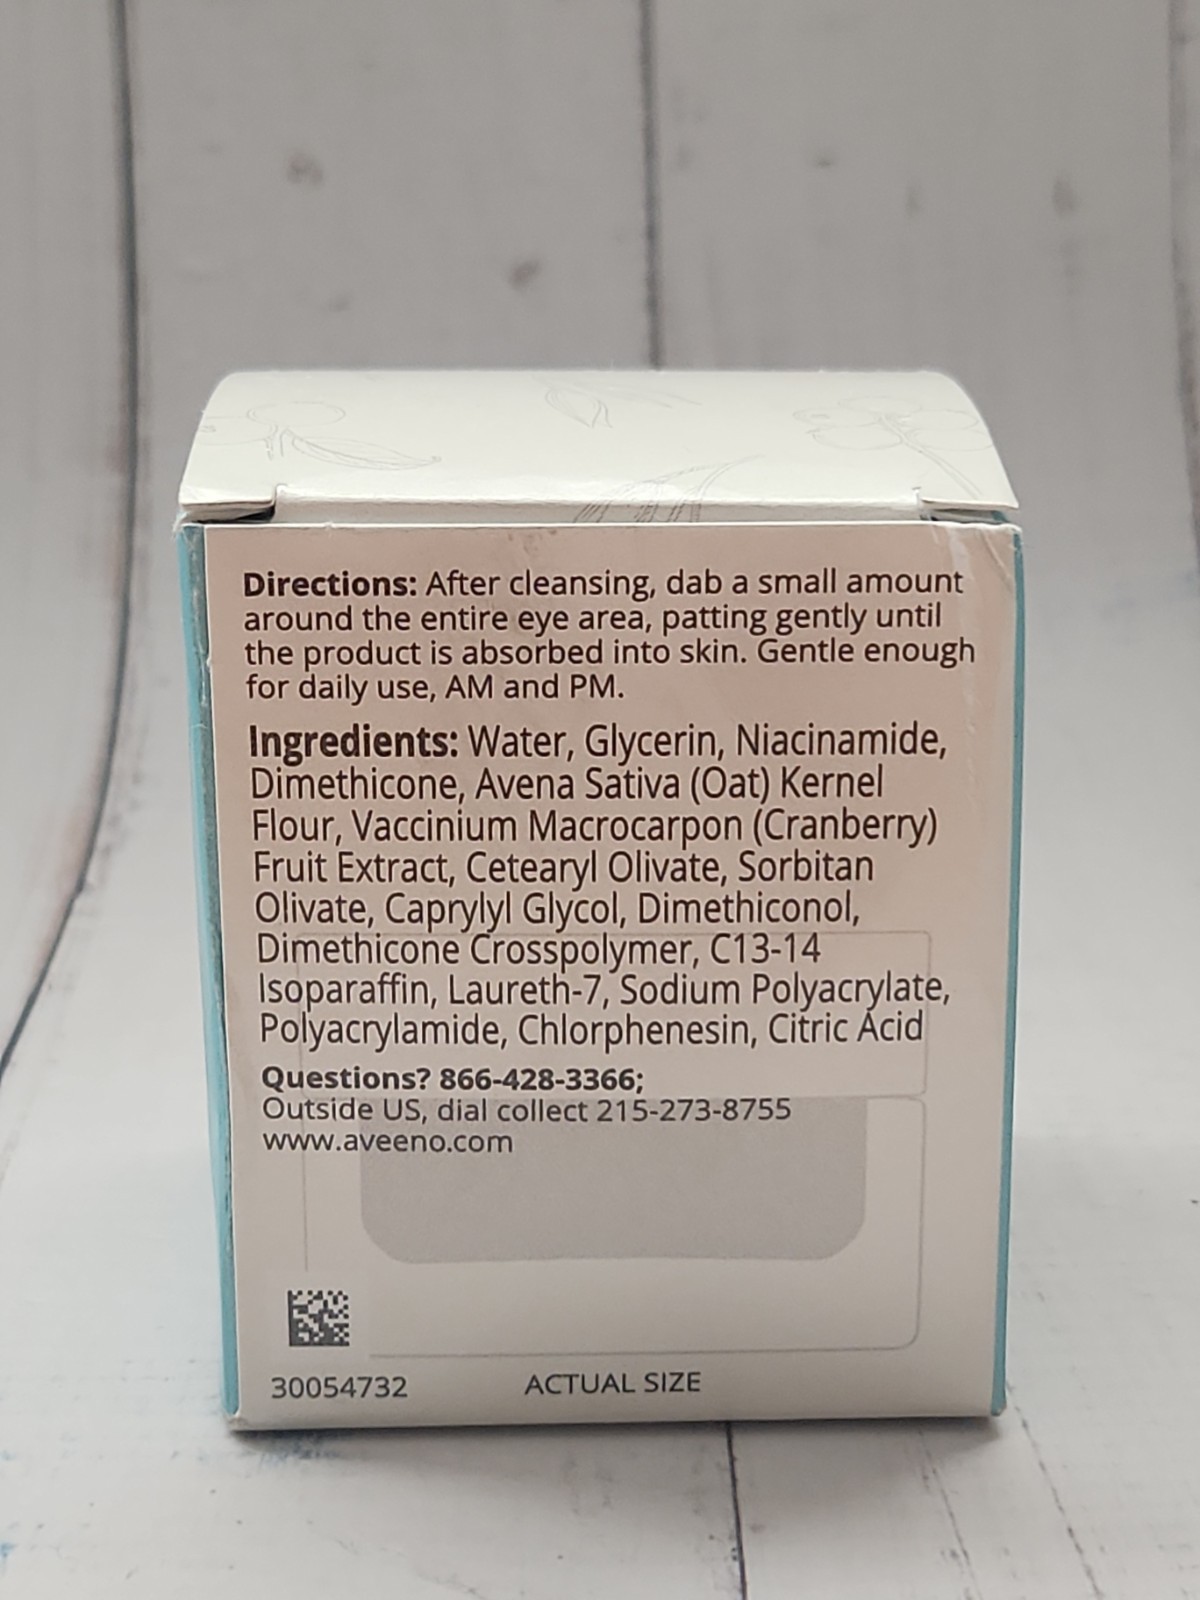 Directions: After cleansing, dab a small amount
around the entire eye area, patting gently until
the product is absorbed into skin. Gentle enough
for daily use, AM and PM.
Ingredients: Water, Glycerin, Niacinamide,
Dimethicone, Avena Sativa (Oat) Kernel
Flour, Vaccinium Macrocarpon (Cranberry)
Fruit Extract, Cetearyl Olivate, Sorbitan
Olivate, Caprylyl Glycol, Dimethiconol,
Dimethicone Crosspolymer, C13-14
Isoparaffin, Laureth-7, Sodium Polyacrylate,
Polyacrylamide, Chlorphenesin, Citric Acid
Questions? 866-428-3366;
Outside US, dial collect 215-273-8755
www.aveeno.com
30054732
ACTUAL SIZE